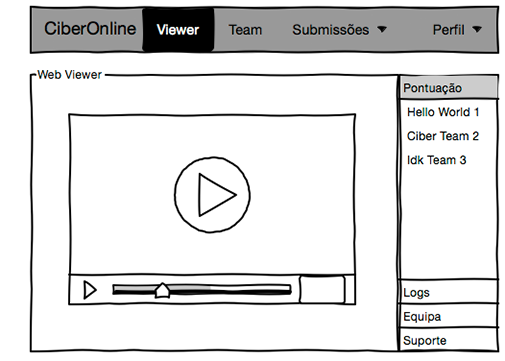 CiberOnline Viewer Team Submissões Perfil
Web Viewer
Pontuação
Hello World 1
Ciber Team 2
Idk Team 3
Logs
Equipa
Suporte